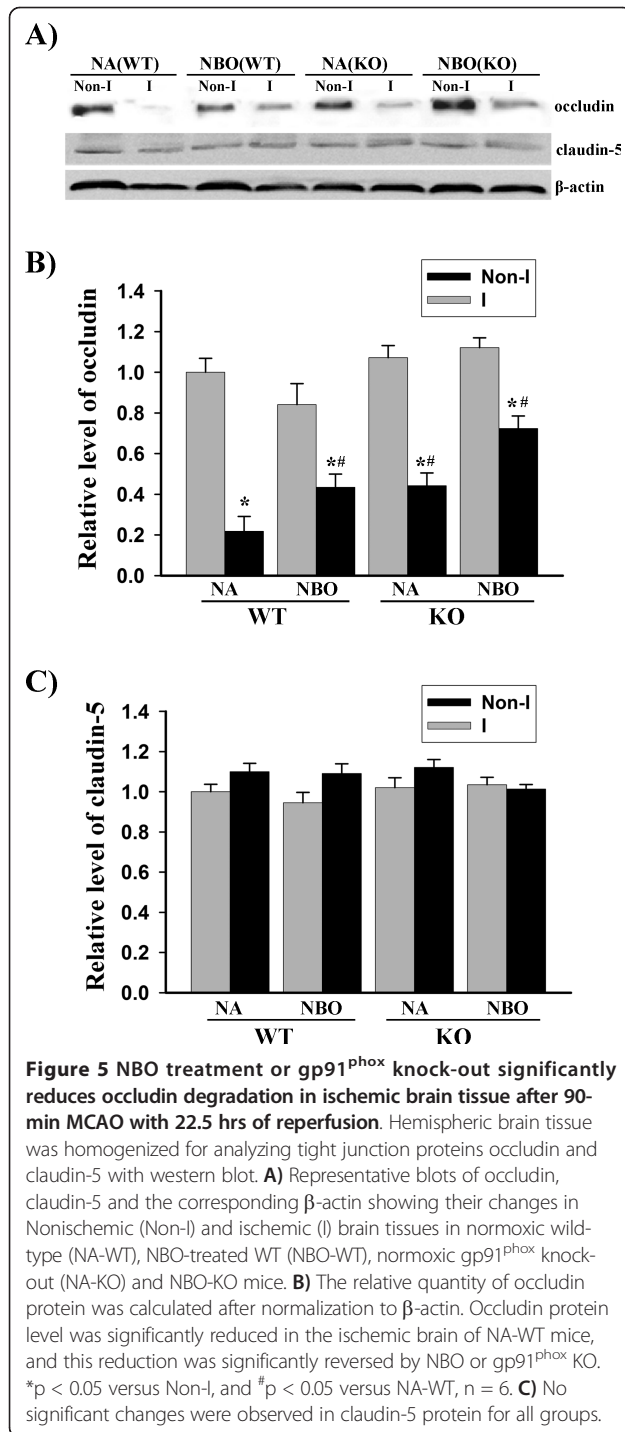 A)
NA(WT) NBO(WT) NA(KO) NBO(KO)
Non-I I Non-I I Non-I I Non-I I
occludin
claudin-5
β-actin
B)
Non-I
I
Relative level of occludin
1.4
1.2
1.0
0.8
0.6
0.4
0.2
0.0
* *# *# *#
NA NBO NA NBO
WT KO
C)
Non-I
I
Relative level of claudin-5
1.4
1.2
1.0
0.8
0.6
0.4
0.2
0.0
NA NBO NA NBO
WT KO
Figure 5 NBO treatment or gp91phox knock-out significantly
reduces occludin degradation in ischemic brain tissue after 90-
min MCAO with 22.5 hrs of reperfusion. Hemispheric brain tissue
was homogenized for analyzing tight junction proteins occludin and
claudin-5 with western blot. A) Representative blots of occludin,
claudin-5 and the corresponding β-actin showing their changes in
Nonischemic (Non-I) and ischemic (I) brain tissues in normoxic wild-
type (NA-WT), NBO-treated WT (NBO-WT), normoxic gp91phox knock-
out (NA-KO) and NBO-KO mice. B) The relative quantity of occludin
protein was calculated after normalization to β-actin. Occludin protein
level was significantly reduced in the ischemic brain of NA-WT mice,
and this reduction was significantly reversed by NBO or gp91phox KO.
*p < 0.05 versus Non-I, and #p < 0.05 versus NA-WT, n = 6. C) No
significant changes were observed in claudin-5 protein for all groups.